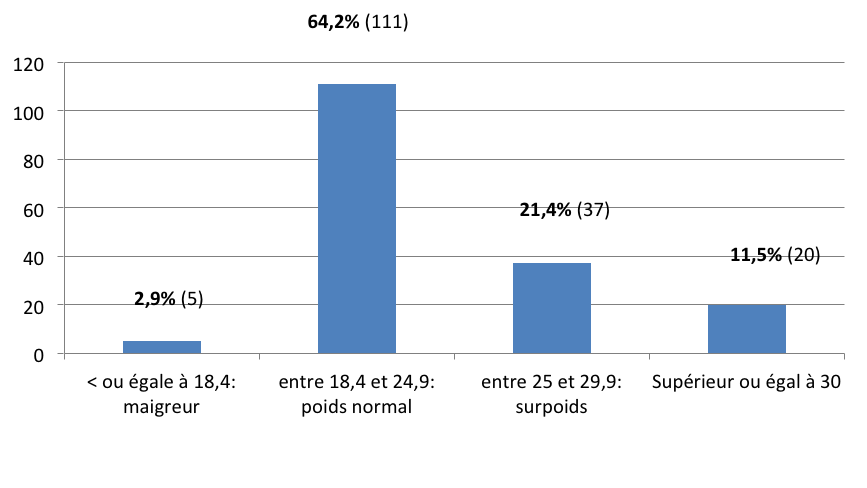 64,2% (111)
120
100
80
60
40
20
0
21,4% (37)
11,5% (20)
2,9% (5)
< ou égale à 18,4:
maigreur
entre 18,4 et 24,9:
poids normal
entre 25 et 29,9:
surpoids
Supérieur ou égal à 30